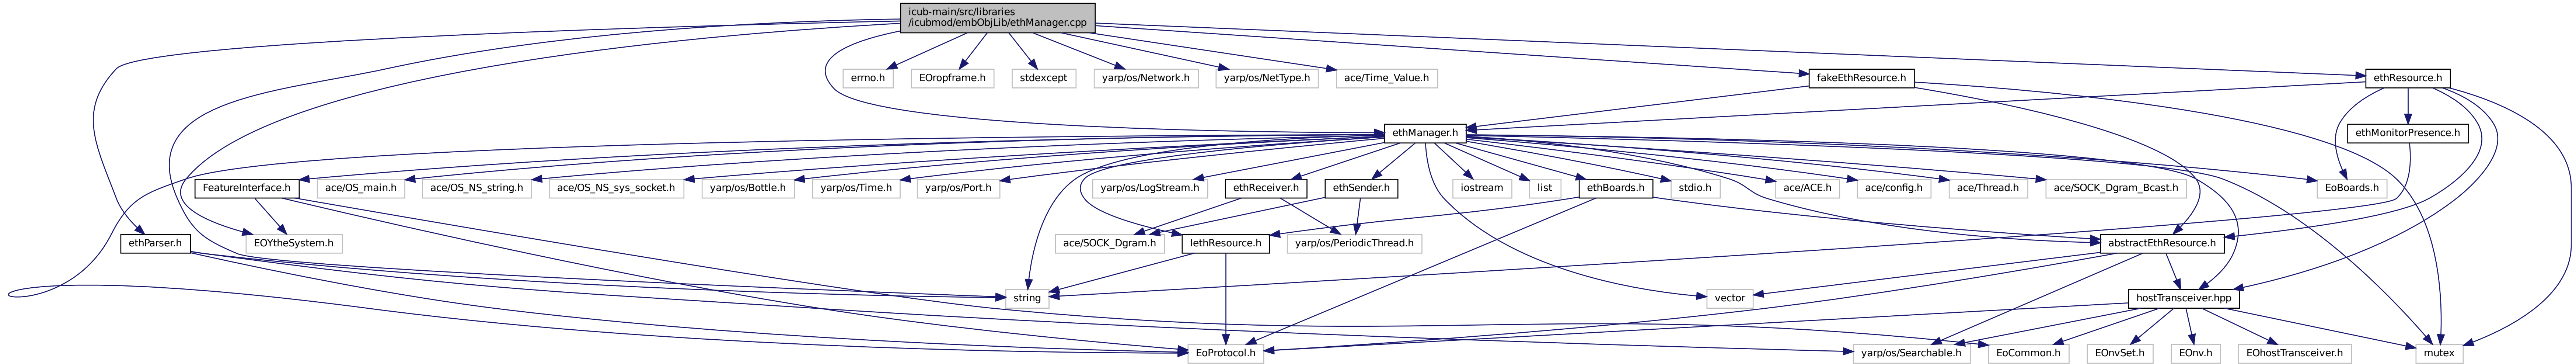 icub-main/src/libraries
/icubmod/embObjLib/ethManager.cpp
errno.h
EOropframe.h
stdexcept
yarp/os/Network.h
yarp/os/NetType.h
ace/Time_Value.h
fakeEthResource.h
ethResource.h
ethManager.h
ethMonitorPresence.h
FeatureInterface.h
ace/OS_main.h
ace/OS_NS_string.h
ace/OS_NS_sys_socket.h
yarp/os/Bottle.h
yarp/os/Time.h
yarp/os/Port.h
yarp/os/LogStream.h
ethReceiver.h
ethSender.h
iostream
list
ethBoards.h
stdio.h
ace/ACE.h
ace/config.h
ace/Thread.h
ace/SOCK_Dgram_Bcast.h
EoBoards.h
ethParser.h
EOYtheSystem.h
ace/SOCK_Dgram.h
IethResource.h
yarp/os/PeriodicThread.h
abstractEthResource.h
string
vector
hostTransceiver.hpp
EoProtocol.h
yarp/os/Searchable.h
EoCommon.h
EOnvSet.h
EOnv.h
EOhostTransceiver.h
mutex